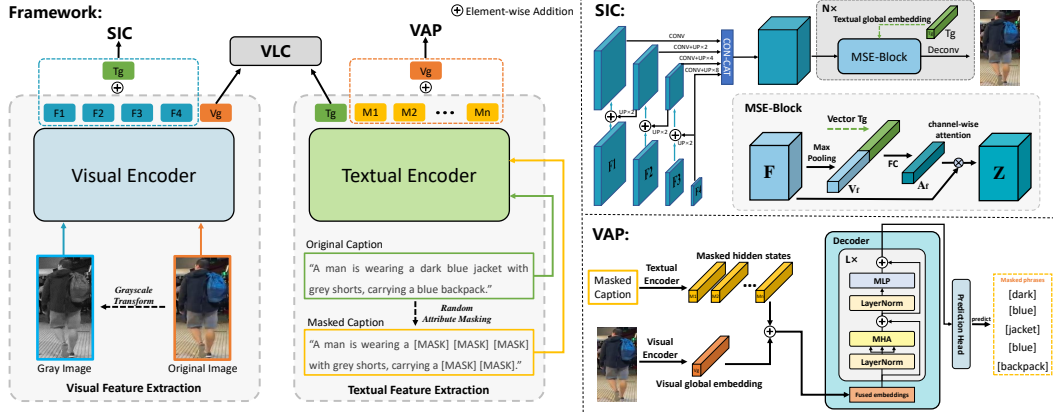 Framework:
Element-wise Addition
SIC
VAP
VLC
Tg
Vg
F1
F2
F3
F4
Vg
Tg
M1
M2
Mn
Visual Encoder
Textual Encoder
Original Caption
"A man is wearing a dark blue jacket with
grey shorts, carrying a blue backpack."
Grayscale
Transform
Random
Attribute Masking
Masked Caption
"A man is wearing a [MASK] [MASK] [MASK]
with grey shorts, carrying a [MASK] [MASK]."
Gray Image
Original Image
Visual Feature Extraction
Textual Feature Extraction
SIC:
CONV
CONV+UP×2
CONV+UP×4
CONV+UP×8
CON-CAT
UP×2
UP×2
UP×2
F1
F2
F3
F4
N×
Textual global embedding
Tg
Tg
MSE-Block
Deconv
MSE-Block
Vector Tg
channel-wise
attention
Max
Pooling
FC
F
Vf
Af
Z
VAP:
Masked
Caption
Textual
Encoder
Masked hidden states
M1
M2
Mn
Visual
Encoder
Vg
Visual global embedding
Decoder
L×
MLP
LayerNorm
MHA
LayerNorm
Fused embeddings
Prediction Head
predict
Masked phrases
[dark]
[blue]
[jacket]
[blue]
[backpack]